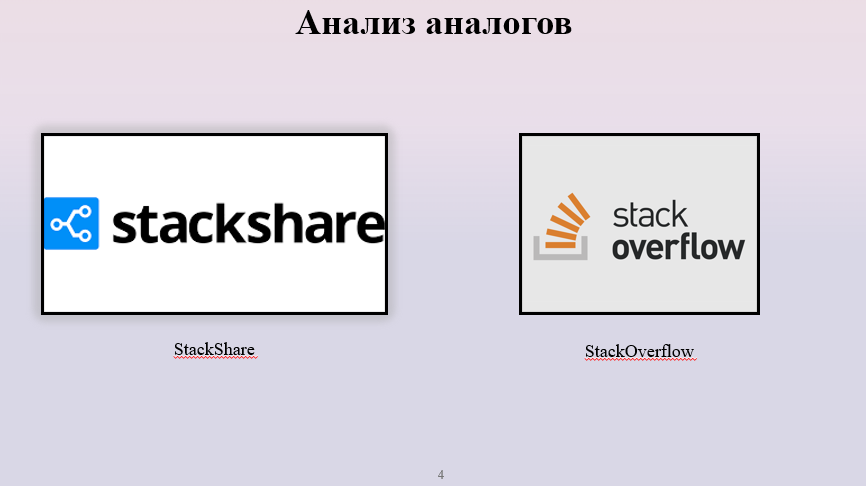 Анализ аналогов
stackshare
stack
overflow
StackShare
StackOverflow
4